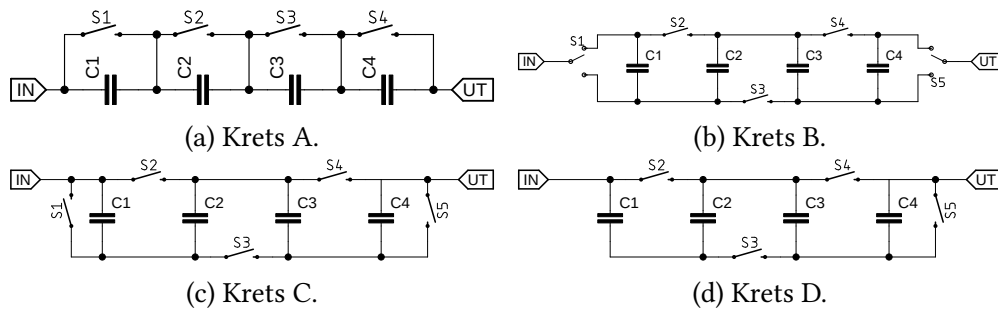 S1 S2 S3 S4
IN C1 C2 C3 C4 UT
(a) Krets A.
S2 S4
S1
IN C1 C2 C3 C4 UT
S3 S5
(b) Krets B.
IN S2 S4 UT
S1 C1 C2 C3 C4 S5
S3
(c) Krets C.
IN S2 S4 UT
C1 C2 C3 C4 S5
S3
(d) Krets D.